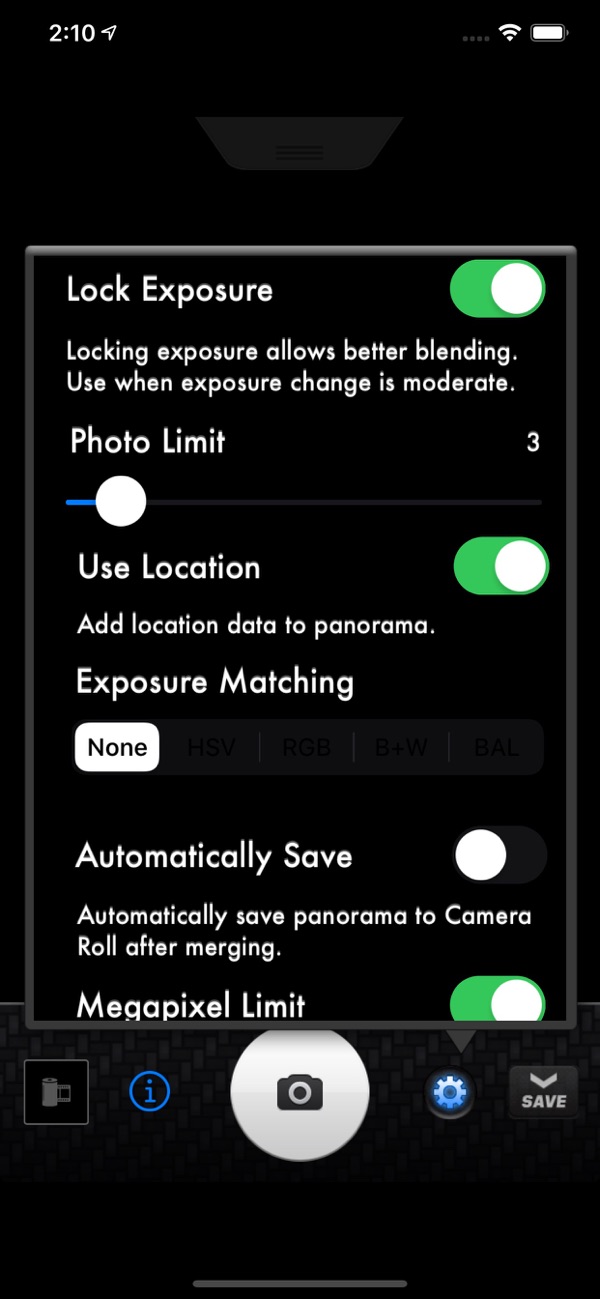 2:10
Lock Exposure
Locking exposure allows better blending.
Use when exposure change is moderate.
Photo Limit 3
Use Location
Add location data to panorama.
Exposure Matching
None HSV RGB B+W BAL
Automatically Save
Automatically save panorama to Camera
Roll after merging.
Megapixel Limit
SAVE